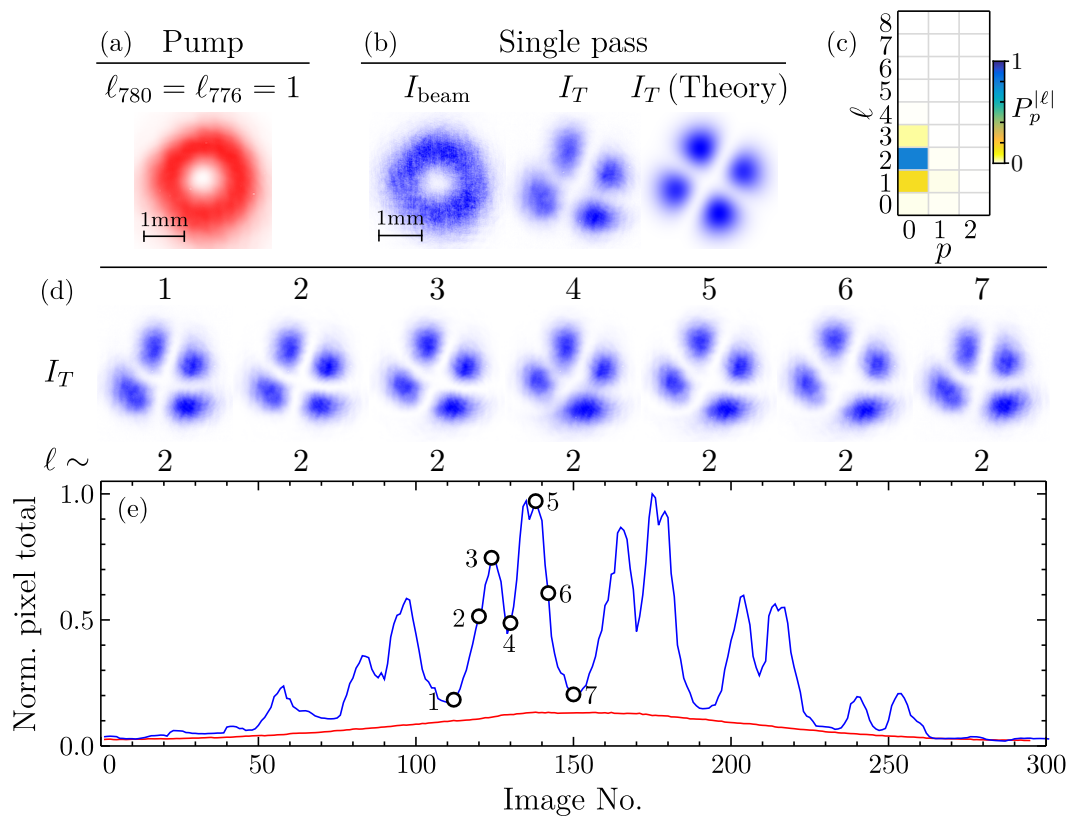 (a) Pump
ℓ780 = ℓ776 = 1
1mm
(b) Single pass
Ibeam IT IT (Theory)
1mm
(c)
8
7
6
5
4
3
2
1
0
ℓ
0 1 2
p
1
P_p^|ℓ|
0
(d) 1 2 3 4 5 6 7
IT
ℓ ∼ 2 2 2 2 2 2 2
(e)
Norm. pixel total
1.0
0.5
0.0
1
2
3
4
5
6
7
0 50 100 150 200 250 300
Image No.